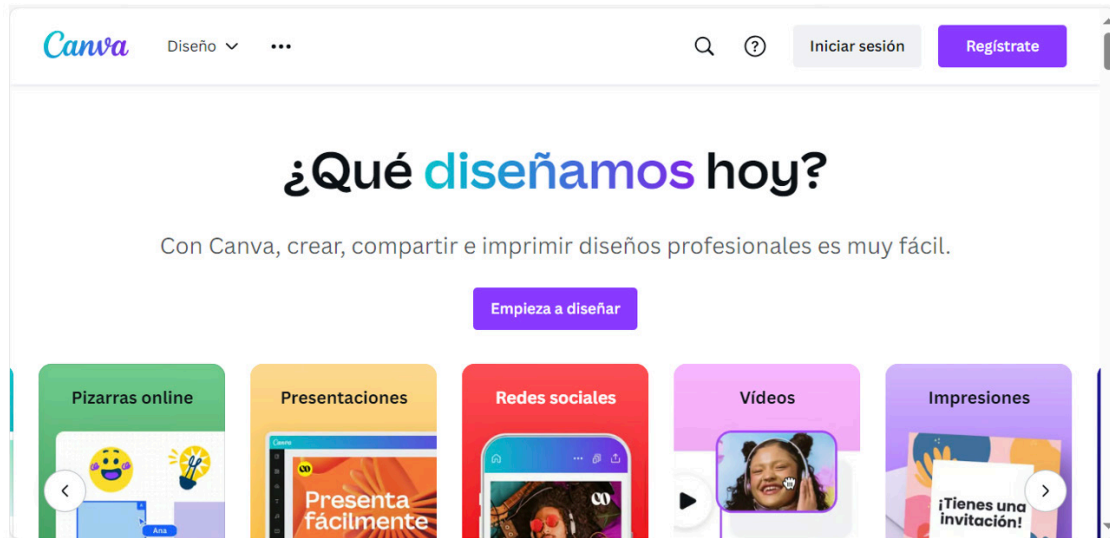 Canva
Diseño
Iniciar sesión
Regístrate
¿Qué diseñamos hoy?
Con Canva, crear, compartir e imprimir diseños profesionales es muy fácil.
Empieza a diseñar
Pizarras online
Presentaciones
Redes sociales
Vídeos
Impresiones
Ana
Canva
Presenta
fácilmente
¡Tienes una
invitación!